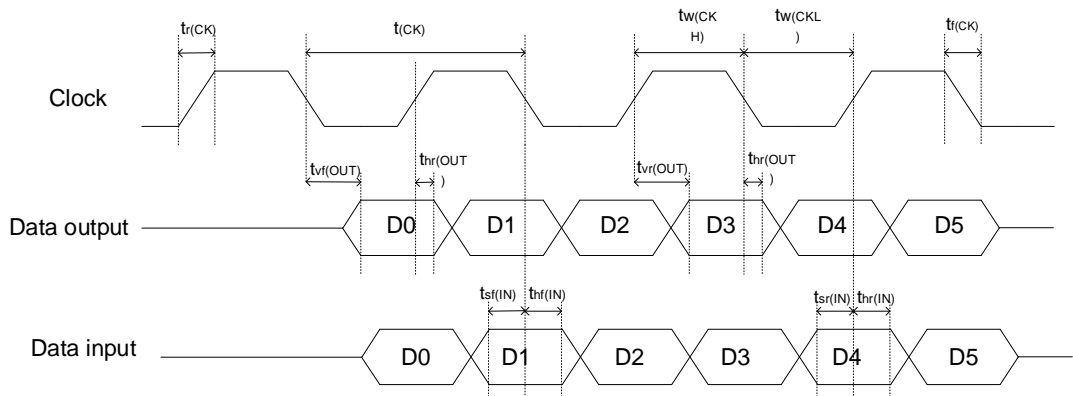 tr(CK)
t(CK)
tw(CK
H)
tw(CKL
)
tf(CK)
Clock
tvf(OUT)
thr(OUT
)
tvr(OUT)
thr(OUT
)
Data output
D0
D1
D2
D3
D4
D5
tsf(IN)
thf(IN)
tsr(IN)
thr(IN)
Data input
D0
D1
D2
D3
D4
D5